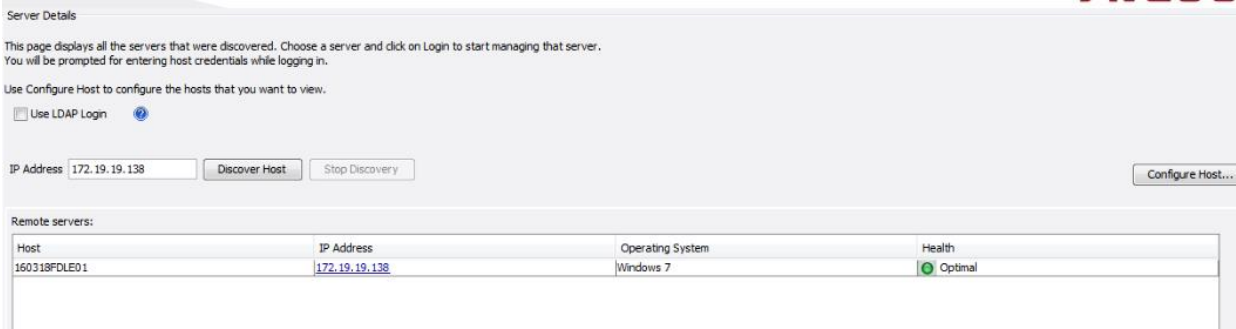 Server Details
This page displays all the servers that were discovered. Choose a server and click on Login to start managing that server.
You will be prompted for entering host credentials while logging in.
Use Configure Host to configure the hosts that you want to view.
Use LDAP Login ?
IP Address 172.19.19.138 Discover Host Stop Discovery
Configure Host...
Remote servers:
Host IP Address Operating System Health
160318FDLE01 172.19.19.138 Windows 7 Optimal